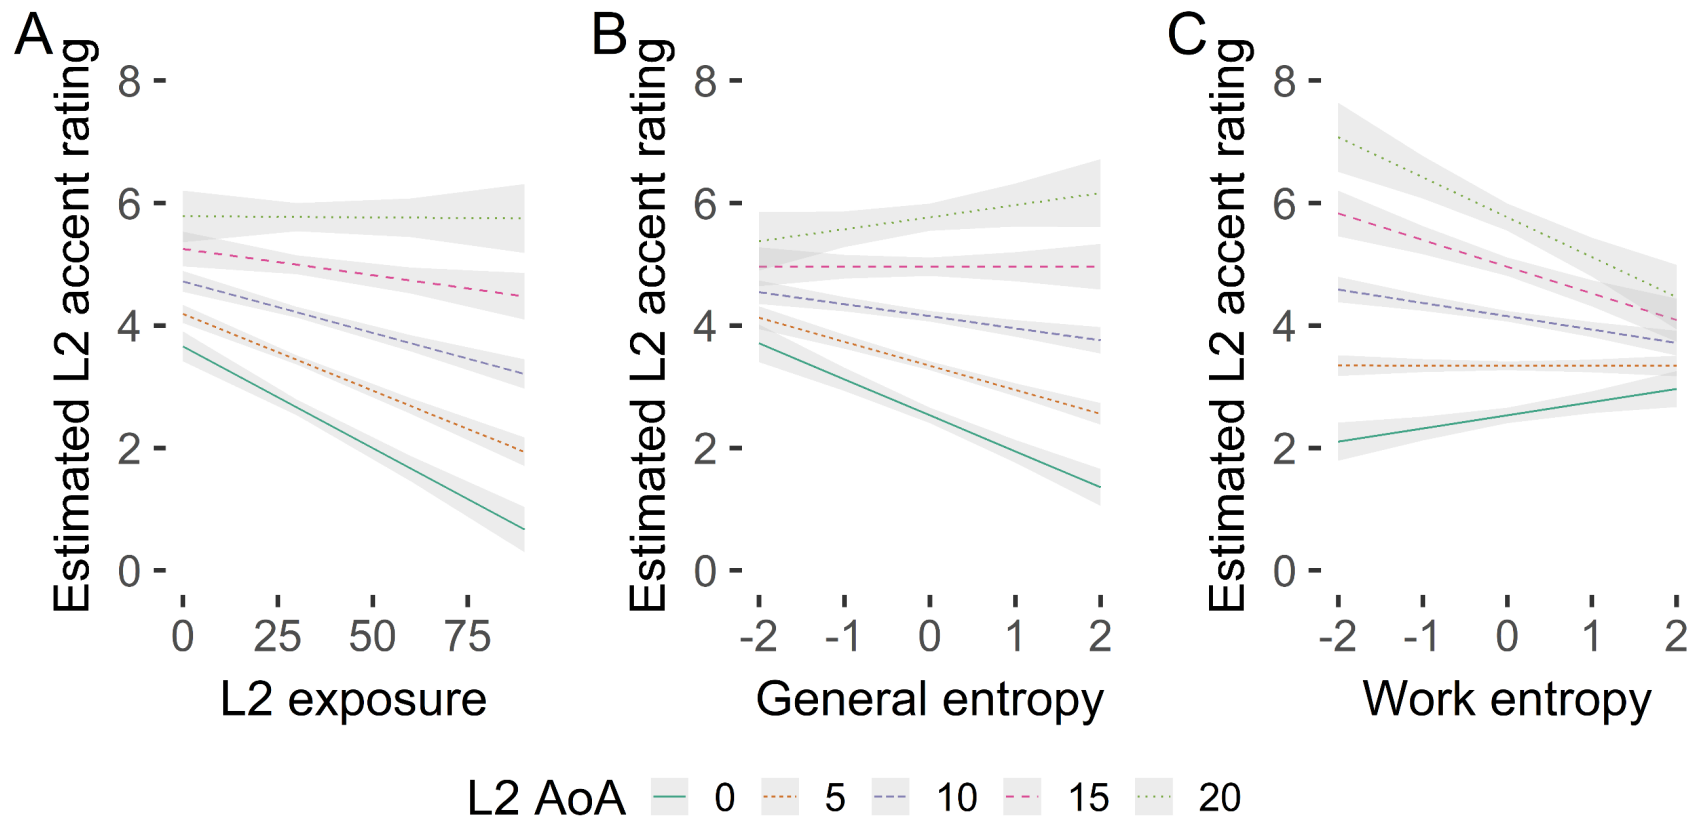 A
Estimated L2 accent rating
8
6
4
2
0
0 25 50 75
L2 exposure
B
Estimated L2 accent rating
8
6
4
2
0
-2 -1 0 1 2
General entropy
C
Estimated L2 accent rating
8
6
4
2
0
-2 -1 0 1 2
Work entropy
L2 AoA 0 5 10 15 20